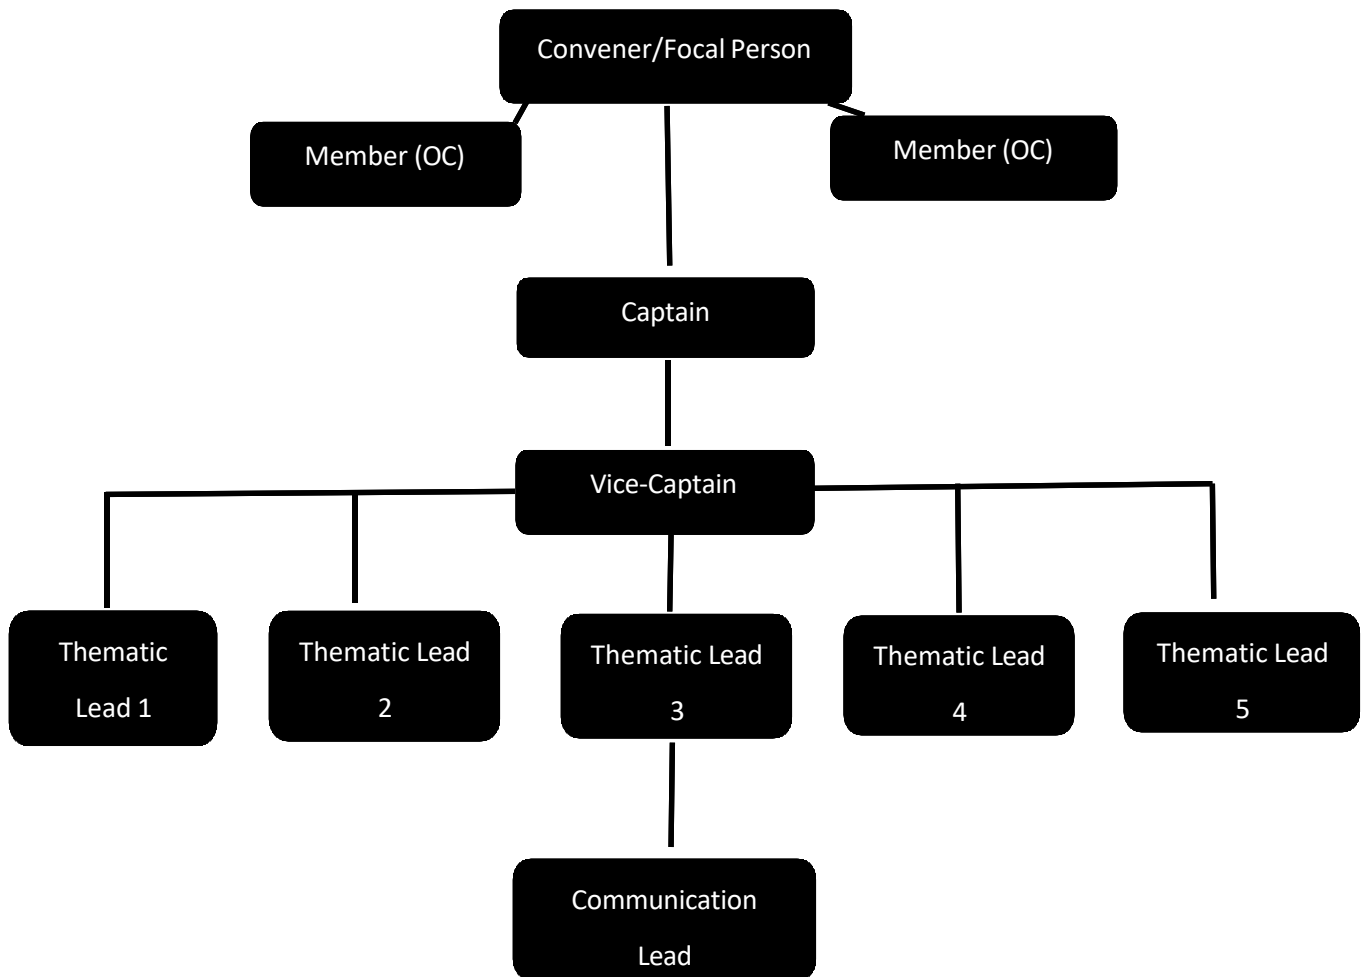 Convener/Focal Person
Member (OC)
Member (OC)
Captain
Vice-Captain
Thematic
Lead 1
Thematic Lead
2
Thematic Lead
3
Thematic Lead
4
Thematic Lead
5
Communication
Lead